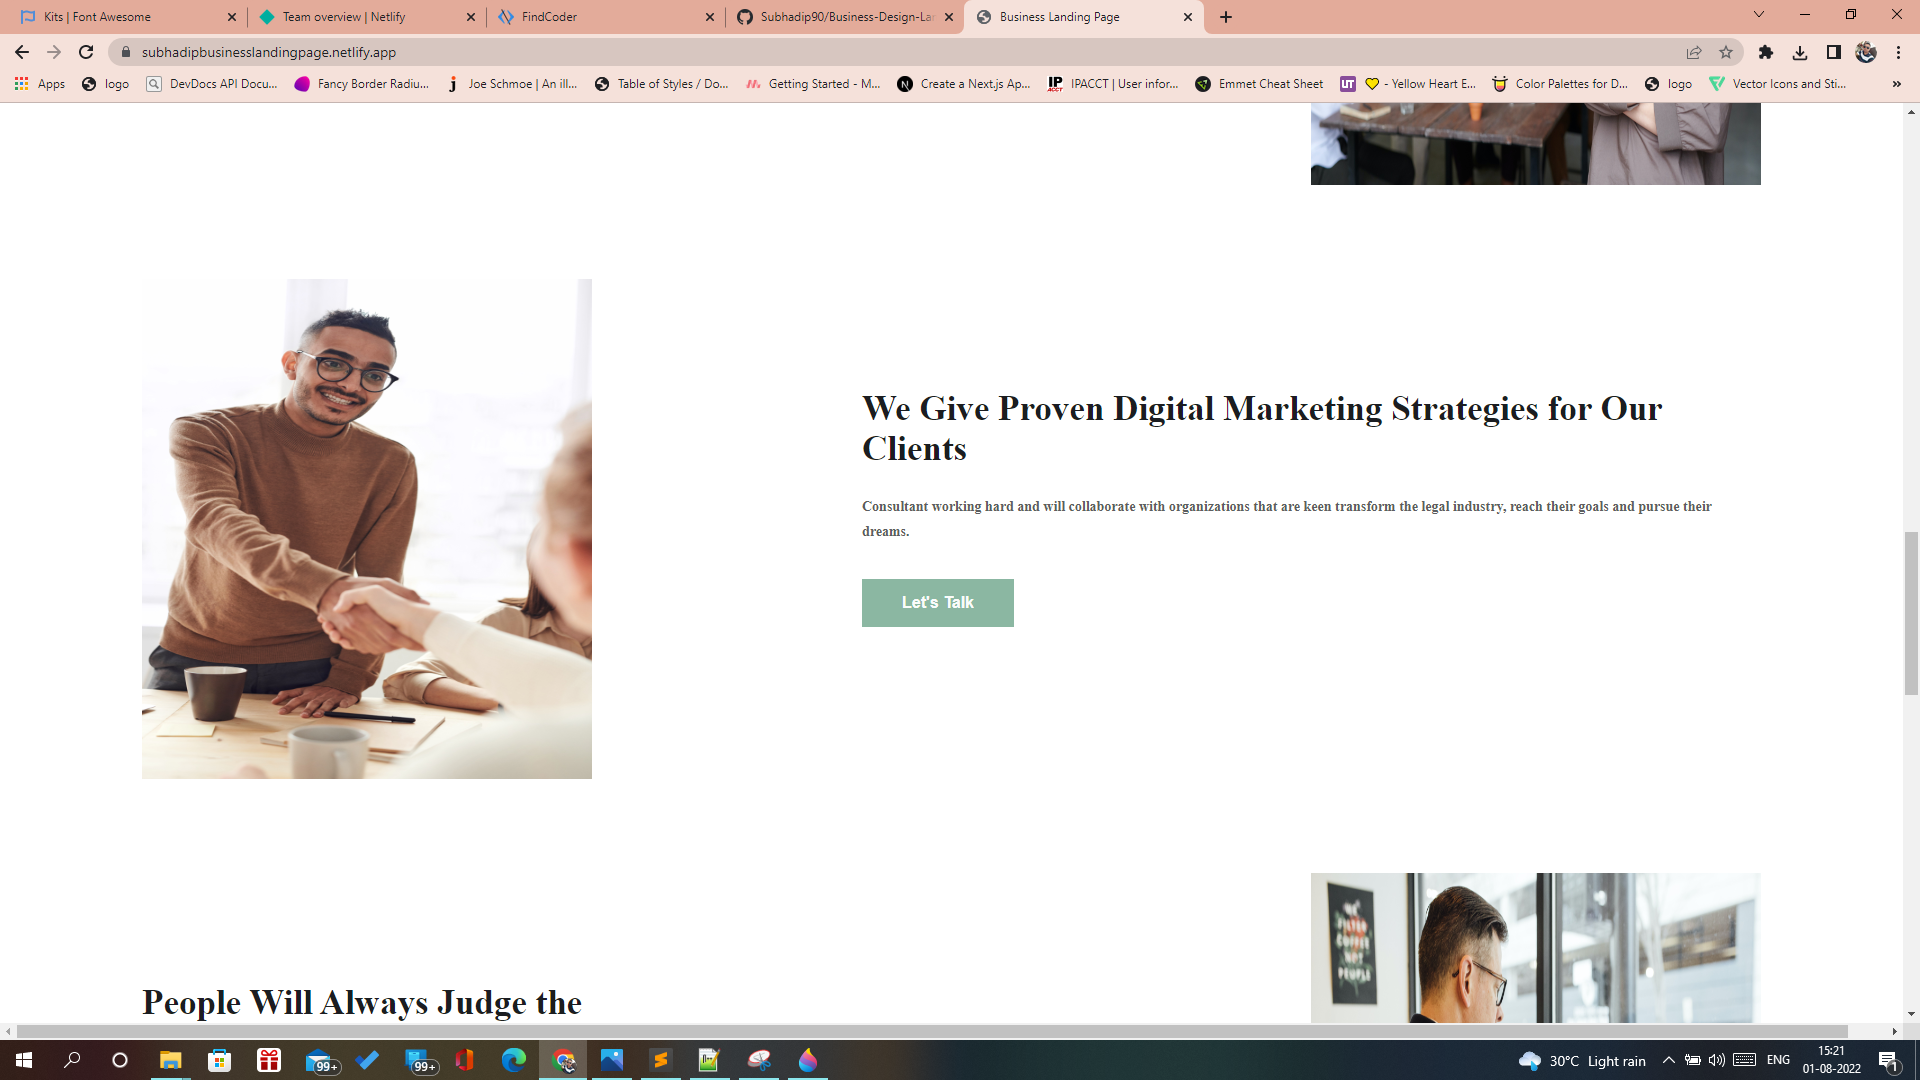 Kits | Font Awesome
Team overview | Netlify
FindCoder
Subhadip90/Business-Design-Lar
Business Landing Page
subhadipbusinesslandingpage.netlify.app
Apps
logo
DevDocs API Docu...
Fancy Border Radiu...
Joe Schmoe | An ill...
Table of Styles / Do...
Getting Started - M...
Create a Next.js Ap...
IPACCT | User infor...
Emmet Cheat Sheet
- Yellow Heart E...
Color Palettes for D...
logo
Vector Icons and Sti...
We Give Proven Digital Marketing Strategies for Our
Clients
Consultant working hard and will collaborate with organizations that are keen transform the legal industry, reach their goals and pursue their
dreams.
Let's Talk
People Will Always Judge the
99+
99+
30°C Light rain
ENG
15:21
01-08-2022
1